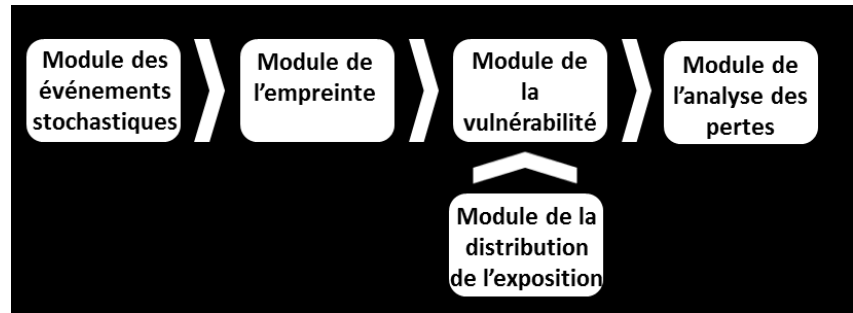 Module des
événements
stochastiques
Module de
l'empreinte
Module de
la
vulnérabilité
Module de
l'analyse des
pertes
Module de la
distribution
de l'exposition